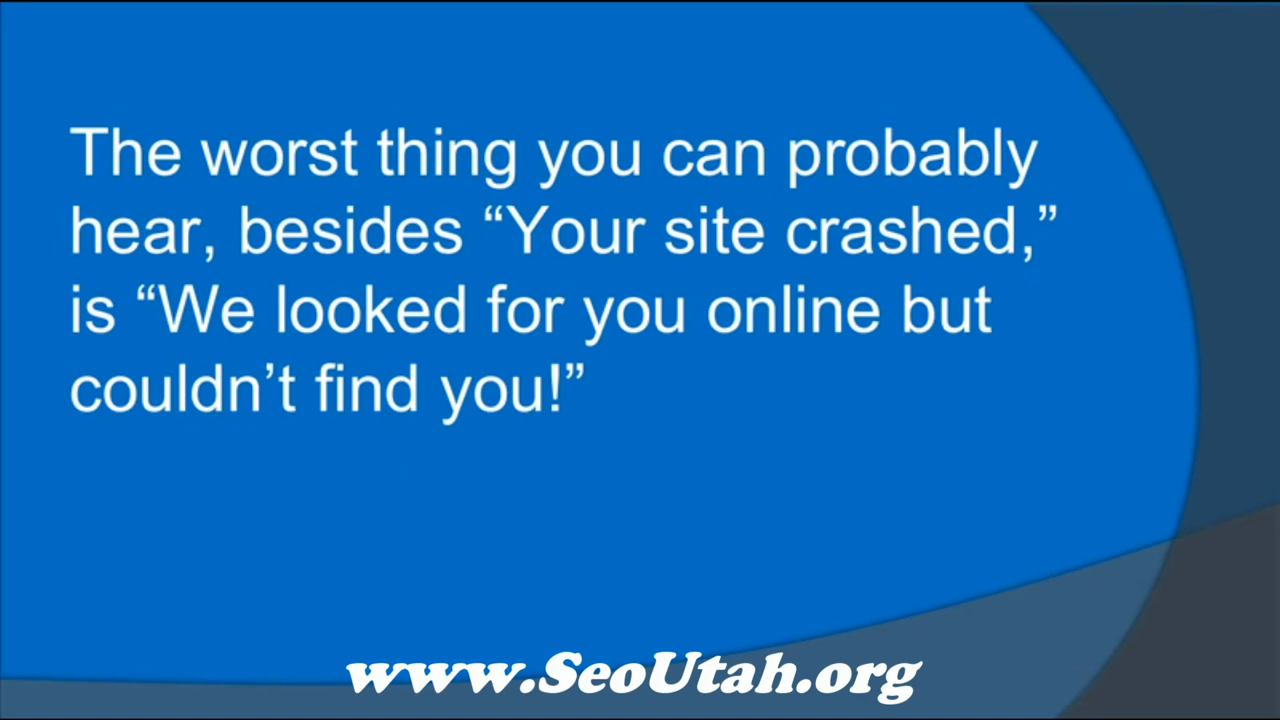 The worst thing you can probably
hear, besides “Your site crashed,”
is “We looked for you online but
couldn’t find you!”
www.SeoUtah.org